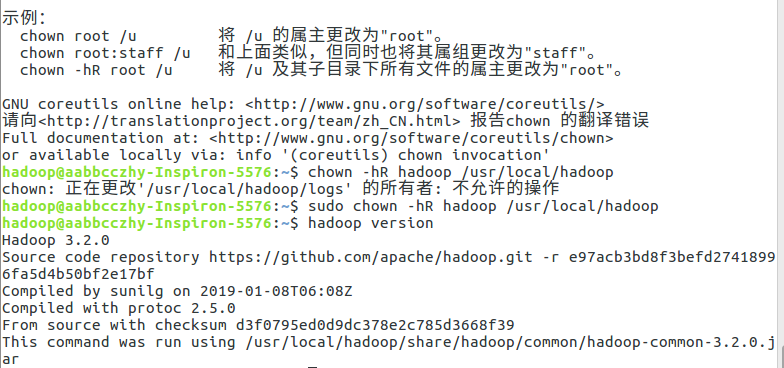 示例：
chown root /u 将 /u 的属主更改为"root"。
chown root:staff /u 和上面类似，但同时也将其属组更改为"staff"。
chown -hR root /u 将 /u 及其子目录下所有文件的属主更改为"root"。
GNU coreutils online help: <http://www.gnu.org/software/coreutils/>
请向<http://translationproject.org/team/zh_CN.html> 报告chown 的翻译错误
Full documentation at: <http://www.gnu.org/software/coreutils/chown>
or available locally via: info '(coreutils) chown invocation'
hadoop@aabbcczhy-Inspiron-5576:~$ chown -hR hadoop /usr/local/hadoop
chown: 正在更改'/usr/local/hadoop/logs' 的所有者: 不允许的操作
hadoop@aabbcczhy-Inspiron-5576:~$ sudo chown -hR hadoop /usr/local/hadoop
hadoop@aabbcczhy-Inspiron-5576:~$ hadoop version
Hadoop 3.2.0
Source code repository https://github.com/apache/hadoop.git -r e97acb3bd8f3befd2741899
6fa5d4b50bf2e17bf
Compiled by sunilg on 2019-01-08T06:08Z
Compiled with protoc 2.5.0
From source with checksum d3f0795ed0d9dc378e2c785d3668f39
This command was run using /usr/local/hadoop/share/hadoop/common/hadoop-common-3.2.0.j
ar